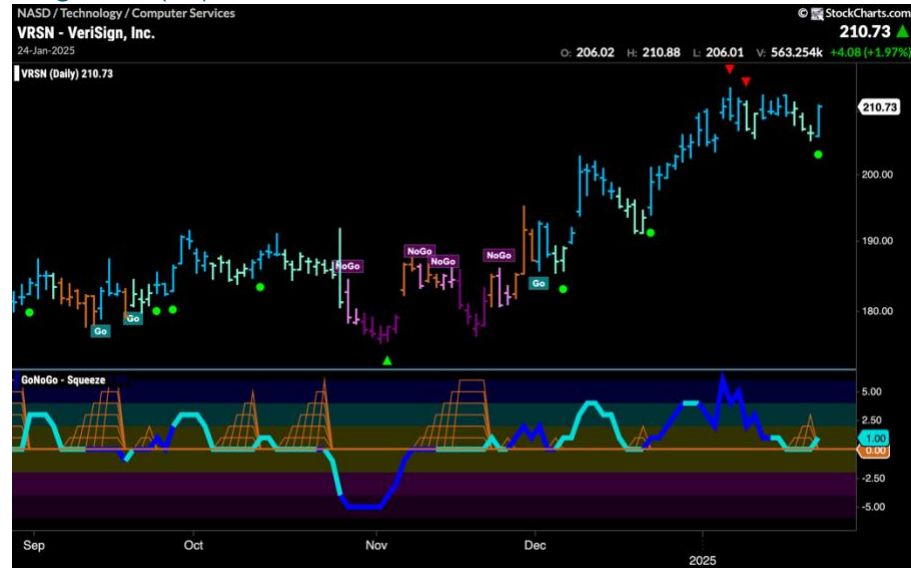 NASD / Technology / Computer Services
© StockCharts.com
VRSN - VeriSign, Inc.
210.73
24-Jan-2025
O: 206.02 H: 210.88 L: 206.01 V: 563.254k +4.08 (+1.97%)
VRSN (Daily) 210.73
210.73
200.00
190.00
NoGo
NoGo
NoGo
NoGo
Go
Go
Go
180.00
GoNoGo - Squeeze
5.00
2.50
1.00
0.00
-2.50
-5.00
Sep
Oct
Nov
Dec
2025